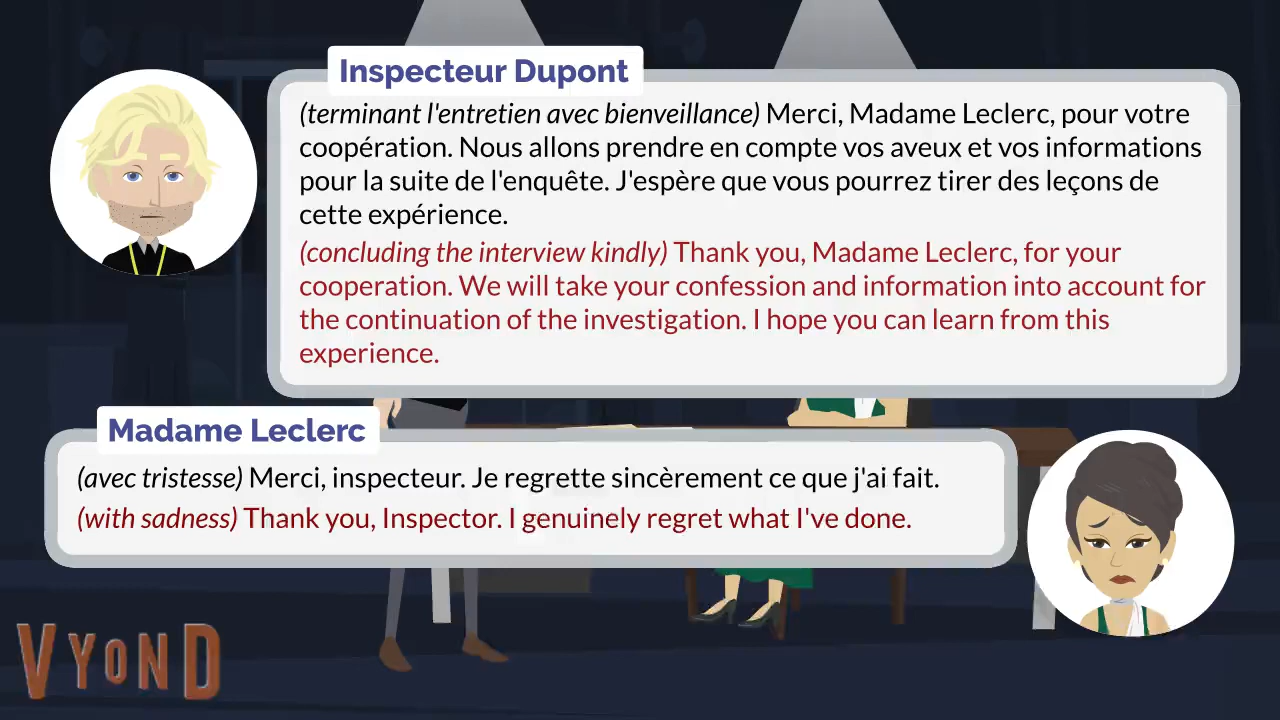 Inspecteur Dupont
(terminant l'entretien avec bienveillance) Merci, Madame Leclerc, pour votre
coopération. Nous allons prendre en compte vos aveux et vos informations
pour la suite de l'enquête. J'espère que vous pourrez tirer des leçons de
cette expérience.
(concluding the interview kindly) Thank you, Madame Leclerc, for your
cooperation. We will take your confession and information into account for
the continuation of the investigation. I hope you can learn from this
experience.
Madame Leclerc
(avec tristesse) Merci, inspecteur. Je regrette sincèrement ce que j'ai fait.
(with sadness) Thank you, Inspector. I genuinely regret what I've done.
VYOND